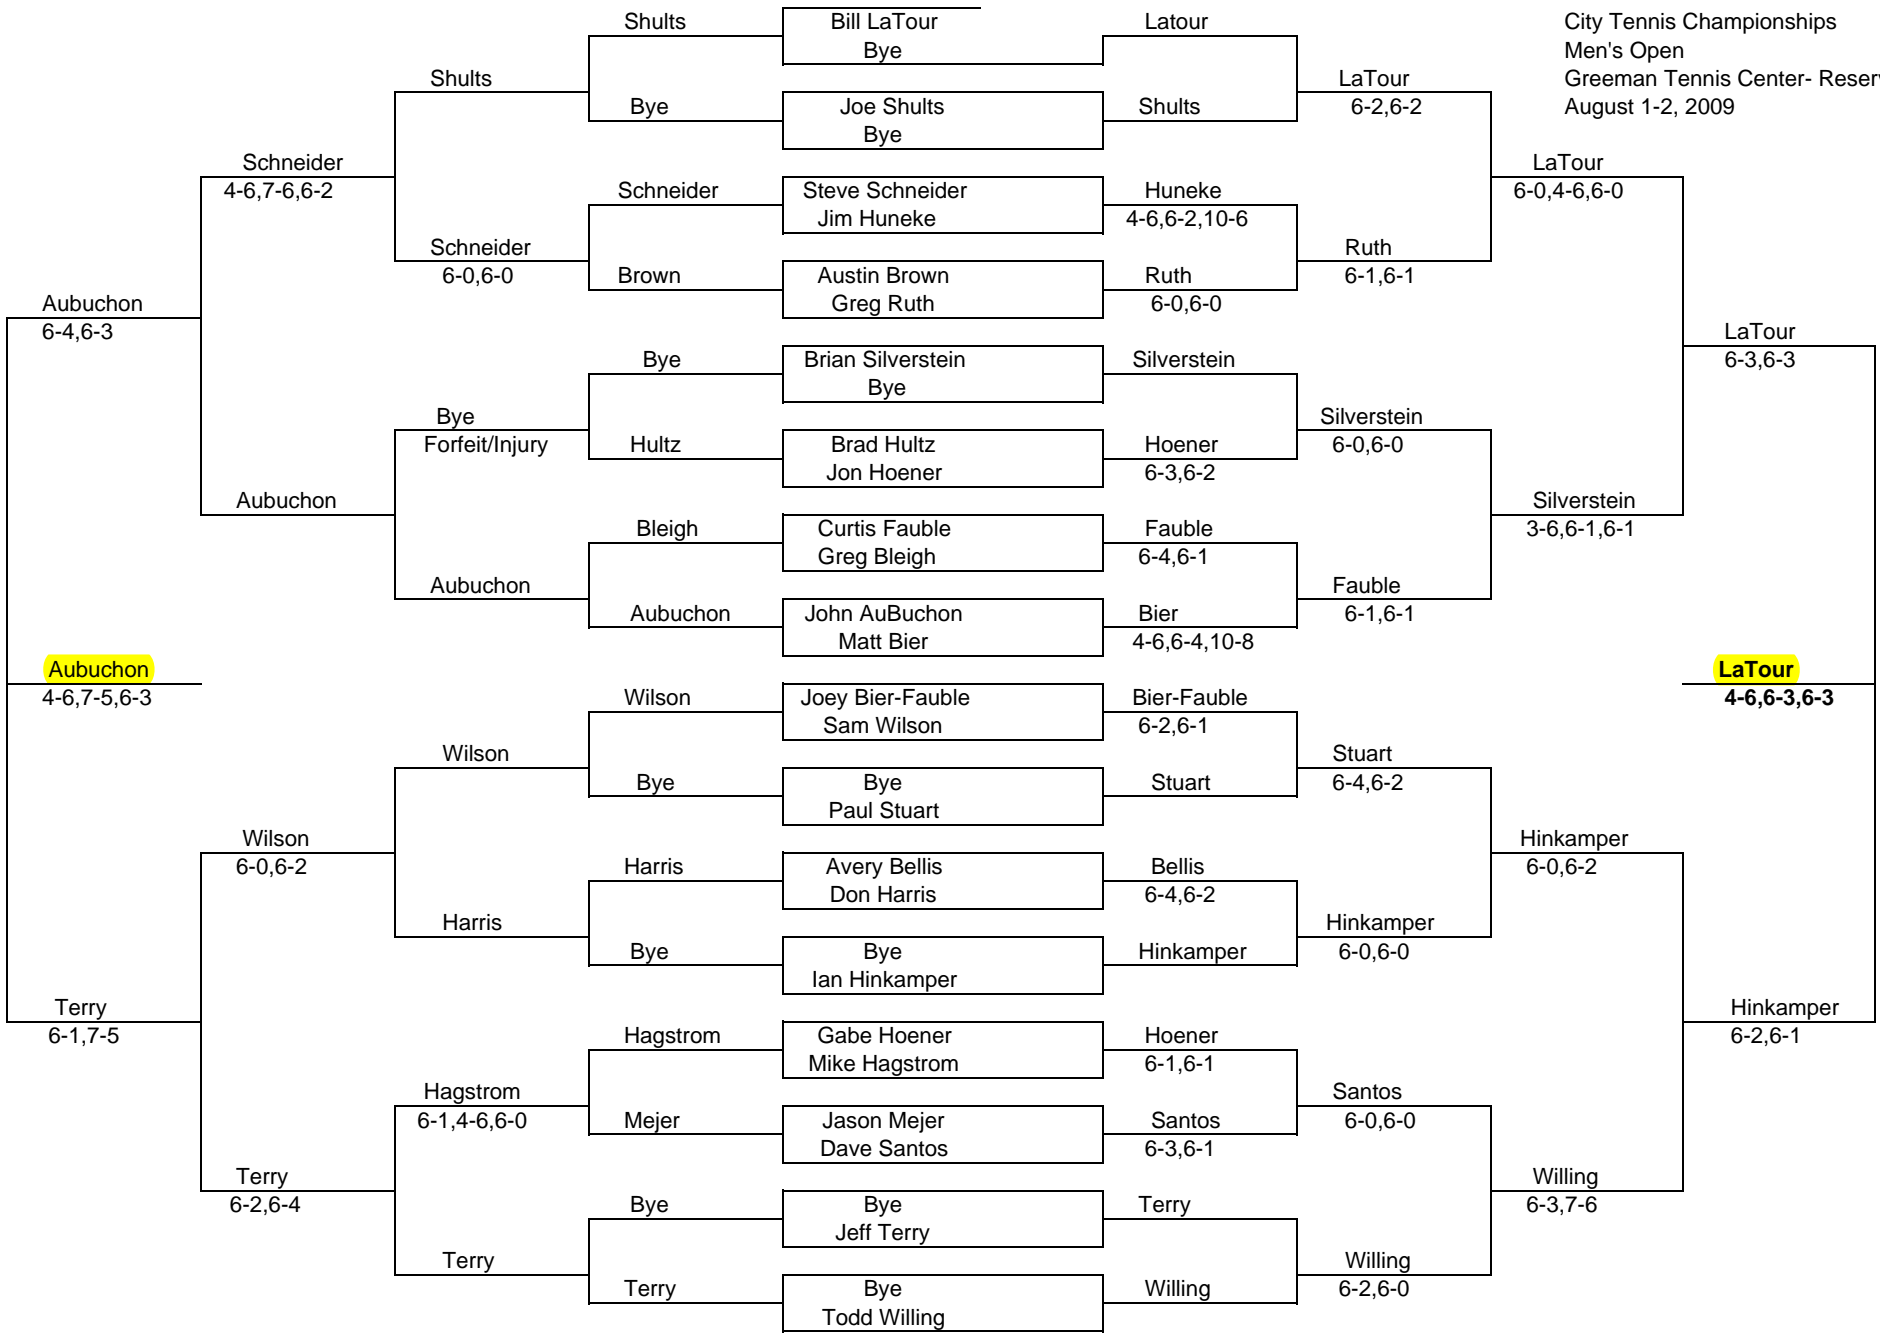 City Tennis Championships
Men's Open
Greeman Tennis Center- Reser
August 1-2, 2009
Aubuchon
6-4,6-3
Aubuchon
4-6,7-5,6-3
Terry
6-1,7-5
Schneider
4-6,7-6,6-2
Aubuchon
Wilson
6-0,6-2
Terry
6-2,6-4
Shults
Schneider
6-0,6-0
Bye
Forfeit/Injury
Aubuchon
Wilson
Harris
Hagstrom
6-1,4-6,6-0
Terry
Shults
Bye
Schneider
Brown
Bye
Hultz
Bleigh
Aubuchon
Wilson
Bye
Harris
Bye
Hagstrom
Mejer
Bye
Terry
Bill LaTour
Bye
Joe Shults
Bye
Steve Schneider
Jim Huneke
Austin Brown
Greg Ruth
Brian Silverstein
Bye
Brad Hultz
Jon Hoener
Curtis Fauble
Greg Bleigh
John AuBuchon
Matt Bier
Joey Bier-Fauble
Sam Wilson
Bye
Paul Stuart
Avery Bellis
Don Harris
Bye
Ian Hinkamper
Gabe Hoener
Mike Hagstrom
Jason Mejer
Dave Santos
Bye
Jeff Terry
Bye
Todd Willing
Latour
Shults
Huneke
4-6,6-2,10-6
Ruth
6-0,6-0
Silverstein
Hoener
6-3,6-2
Fauble
6-4,6-1
Bier
4-6,6-4,10-8
Bier-Fauble
6-2,6-1
Stuart
Bellis
6-4,6-2
Hinkamper
Hoener
6-1,6-1
Santos
6-3,6-1
Terry
Willing
LaTour
6-2,6-2
Ruth
6-1,6-1
Silverstein
6-0,6-0
Fauble
6-1,6-1
Stuart
6-4,6-2
Hinkamper
6-0,6-0
Santos
6-0,6-0
Willing
6-2,6-0
LaTour
6-0,4-6,6-0
Silverstein
3-6,6-1,6-1
Hinkamper
6-0,6-2
Willing
6-3,7-6
LaTour
6-3,6-3
LaTour
4-6,6-3,6-3
Hinkamper
6-2,6-1